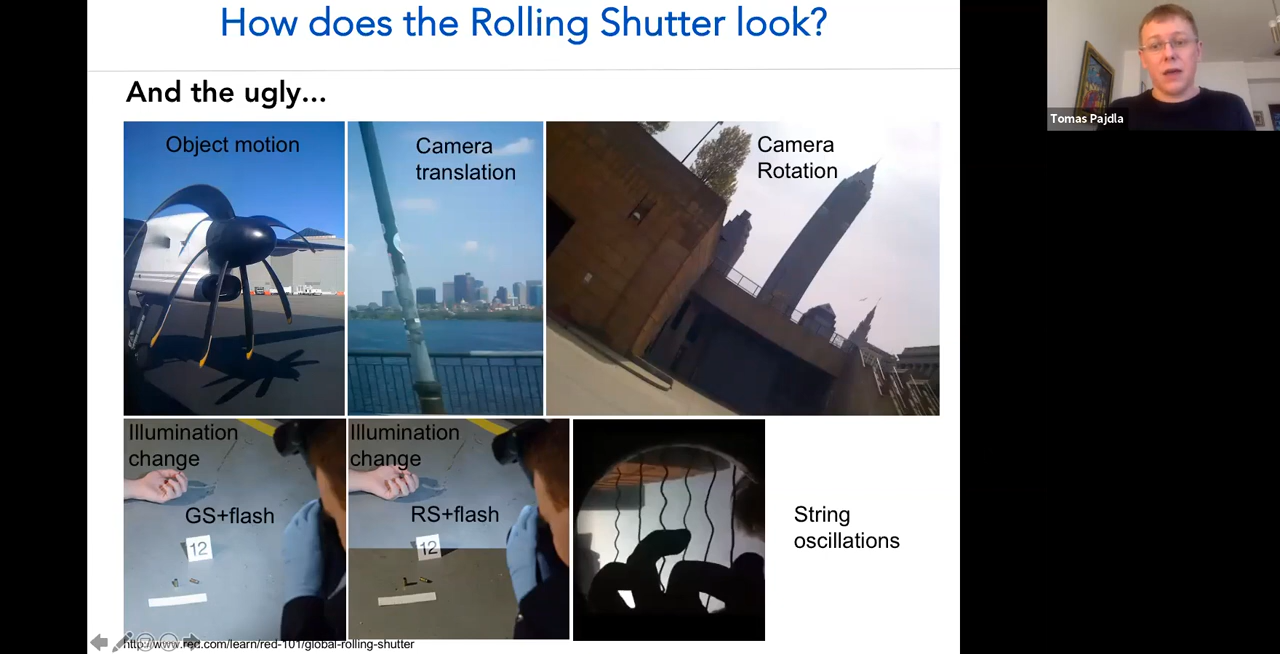 How does the Rolling Shutter look?
And the ugly...
Object motion
Camera
translation
Camera
Rotation
Illumination
change
GS+flash
12
Illumination
change
RS+flash
12
String
oscillations
http://www.red.com/learn/red-101/global-rolling-shutter
Tomas Pajdla